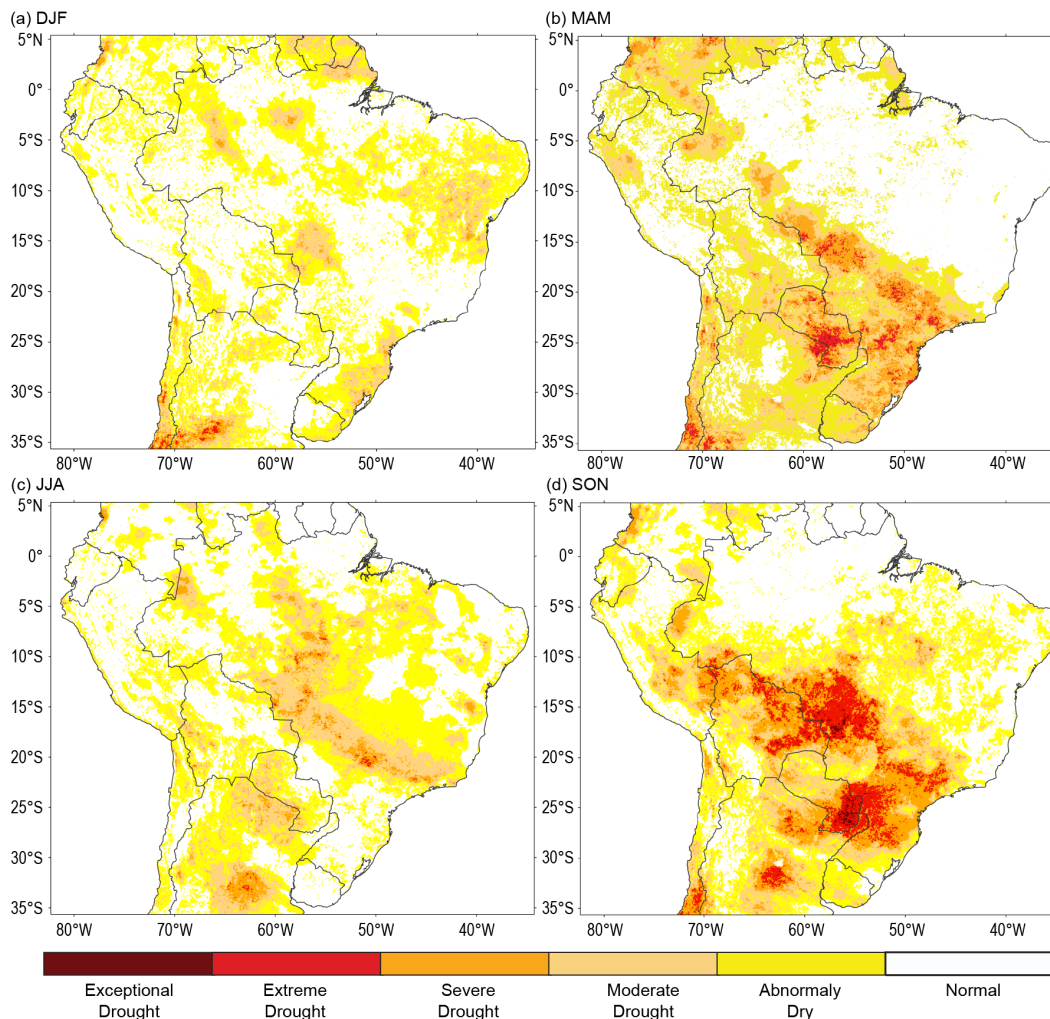 (a) DJF
(b) MAM
5°N
0°
5°S
10°S
15°S
20°S
25°S
30°S
35°S
80°W 70°W 60°W 50°W 40°W
5°N
0°
5°S
10°S
15°S
20°S
25°S
30°S
35°S
80°W 70°W 60°W 50°W 40°W
(c) JJA
(d) SON
5°N
0°
5°S
10°S
15°S
20°S
25°S
30°S
35°S
80°W 70°W 60°W 50°W 40°W
5°N
0°
5°S
10°S
15°S
20°S
25°S
30°S
35°S
80°W 70°W 60°W 50°W 40°W
Exceptional
Drought
Extreme
Drought
Severe
Drought
Moderate
Drought
Abnormaly
Dry
Normal